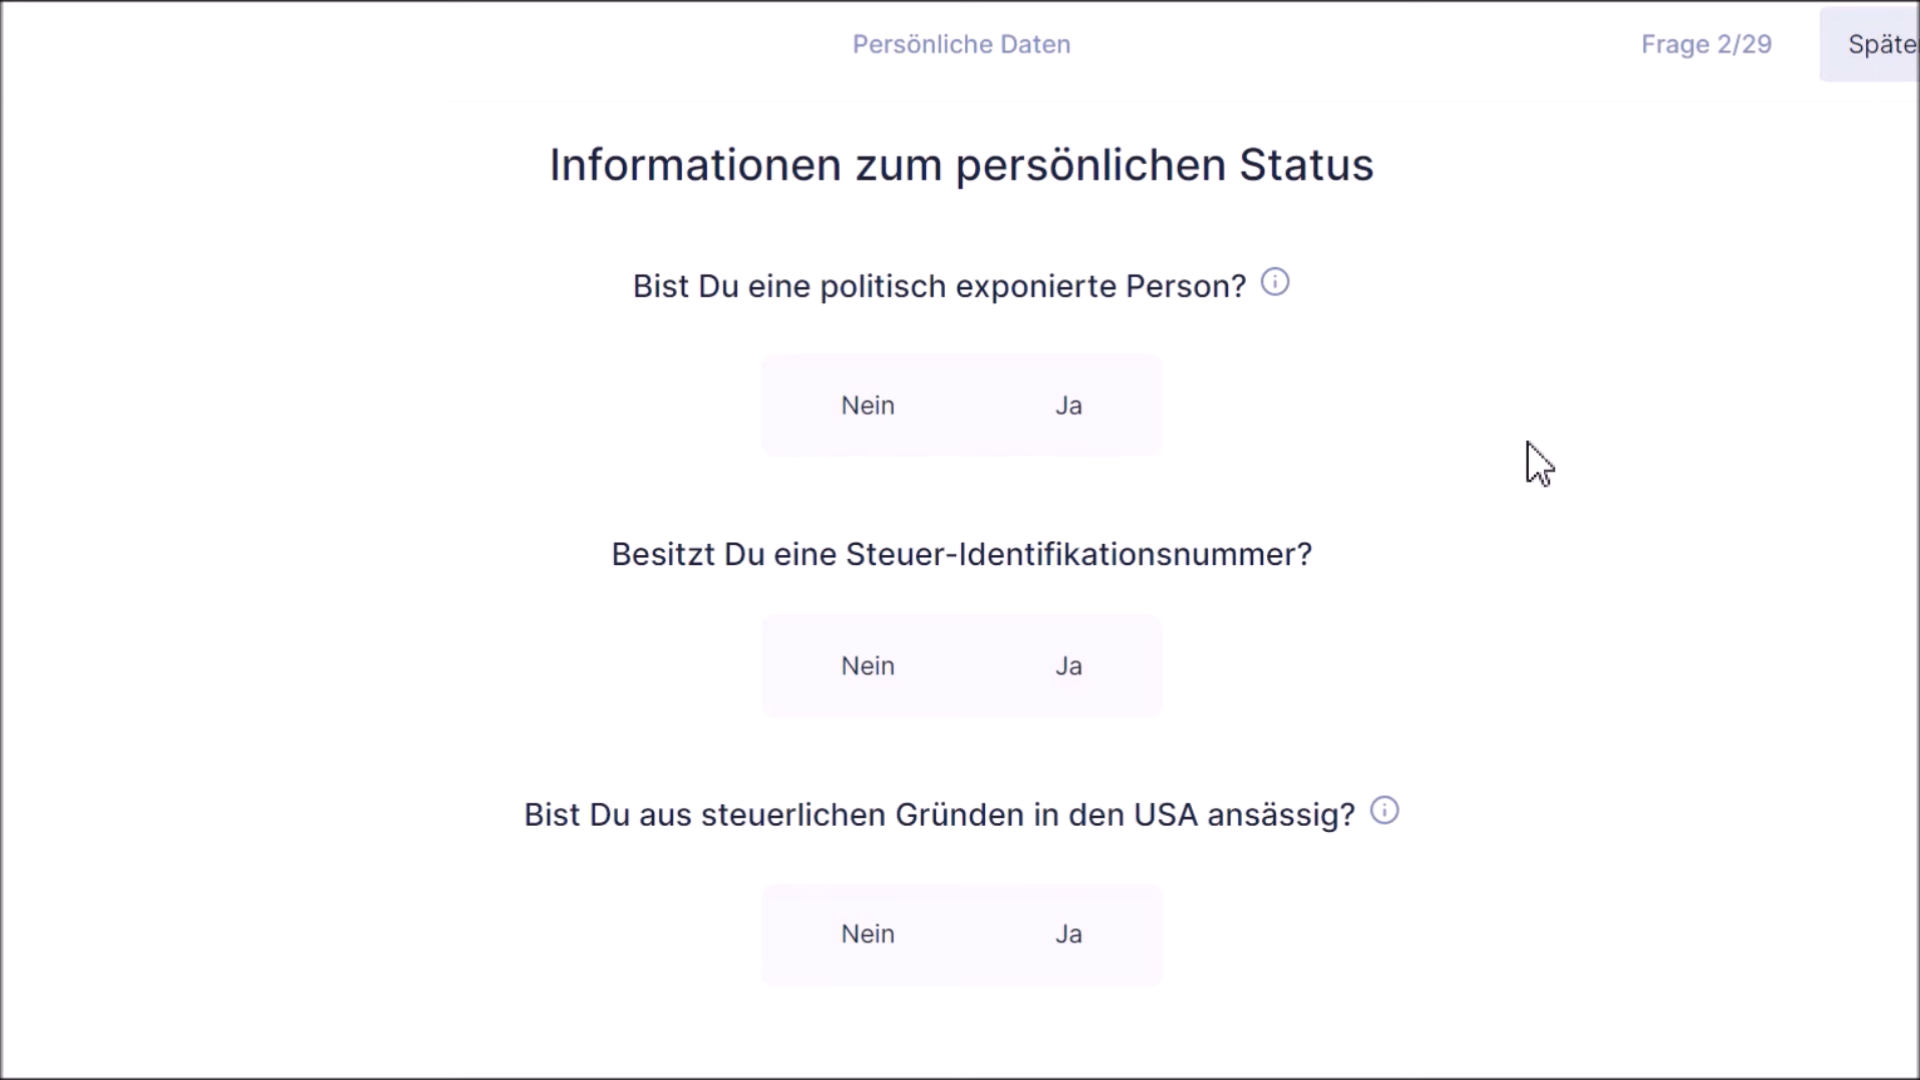 Persönliche Daten
Frage 2/29
Informationen zum persönlichen Status
Bist Du eine politisch exponierte Person?
Nein Ja
Besitzt Du eine Steuer-Identifikationsnummer?
Nein Ja
Bist Du aus steuerlichen Gründen in den USA ansässig?
Nein Ja